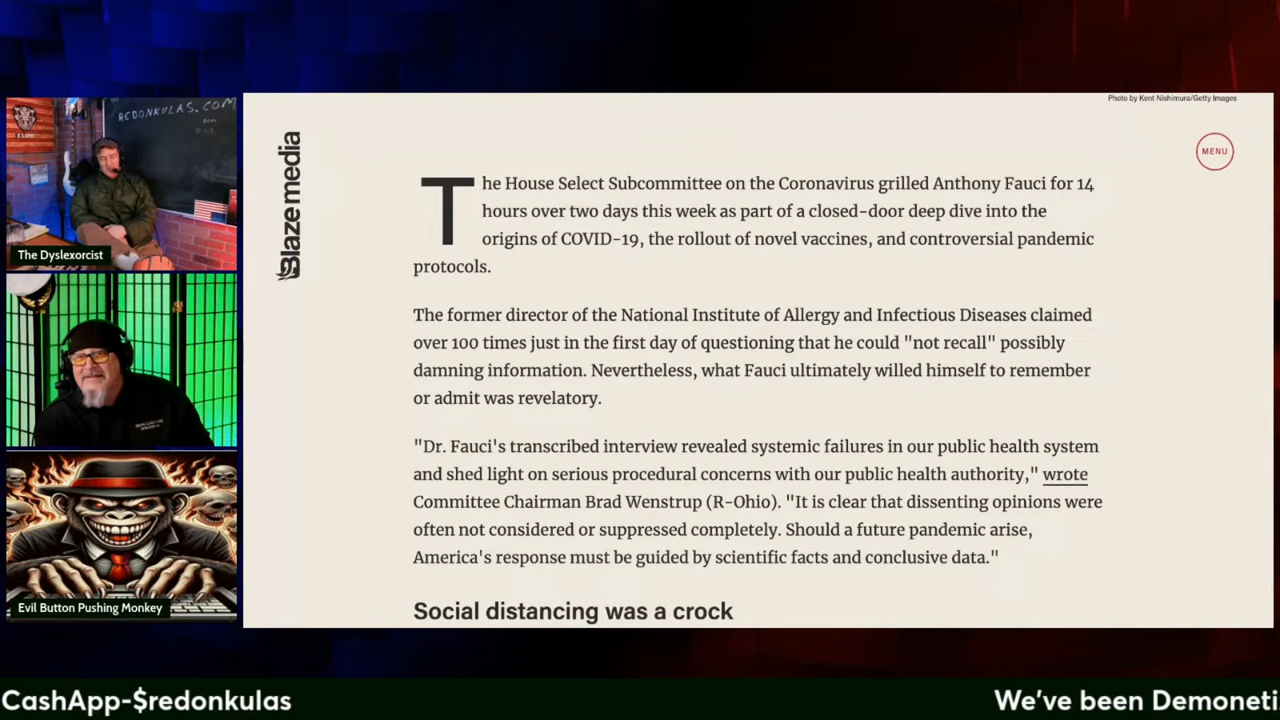 REDONKULAS.COM
The Dyslexorcist
Evil Button Pushing Monkey
Photo by Kent Nishimura/Getty Images
Blaze media
MENU
The House Select Subcommittee on the Coronavirus grilled Anthony Fauci for 14
hours over two days this week as part of a closed-door deep dive into the
origins of COVID-19, the rollout of novel vaccines, and controversial pandemic
protocols.
The former director of the National Institute of Allergy and Infectious Diseases claimed
over 100 times just in the first day of questioning that he could "not recall" possibly
damning information. Nevertheless, what Fauci ultimately willed himself to remember
or admit was revelatory.
"Dr. Fauci's transcribed interview revealed systemic failures in our public health system
and shed light on serious procedural concerns with our public health authority," wrote
Committee Chairman Brad Wenstrup (R-Ohio). "It is clear that dissenting opinions were
often not considered or suppressed completely. Should a future pandemic arise,
America's response must be guided by scientific facts and conclusive data."
Social distancing was a crock
CashApp-$redonkulas
We've been Demoneti